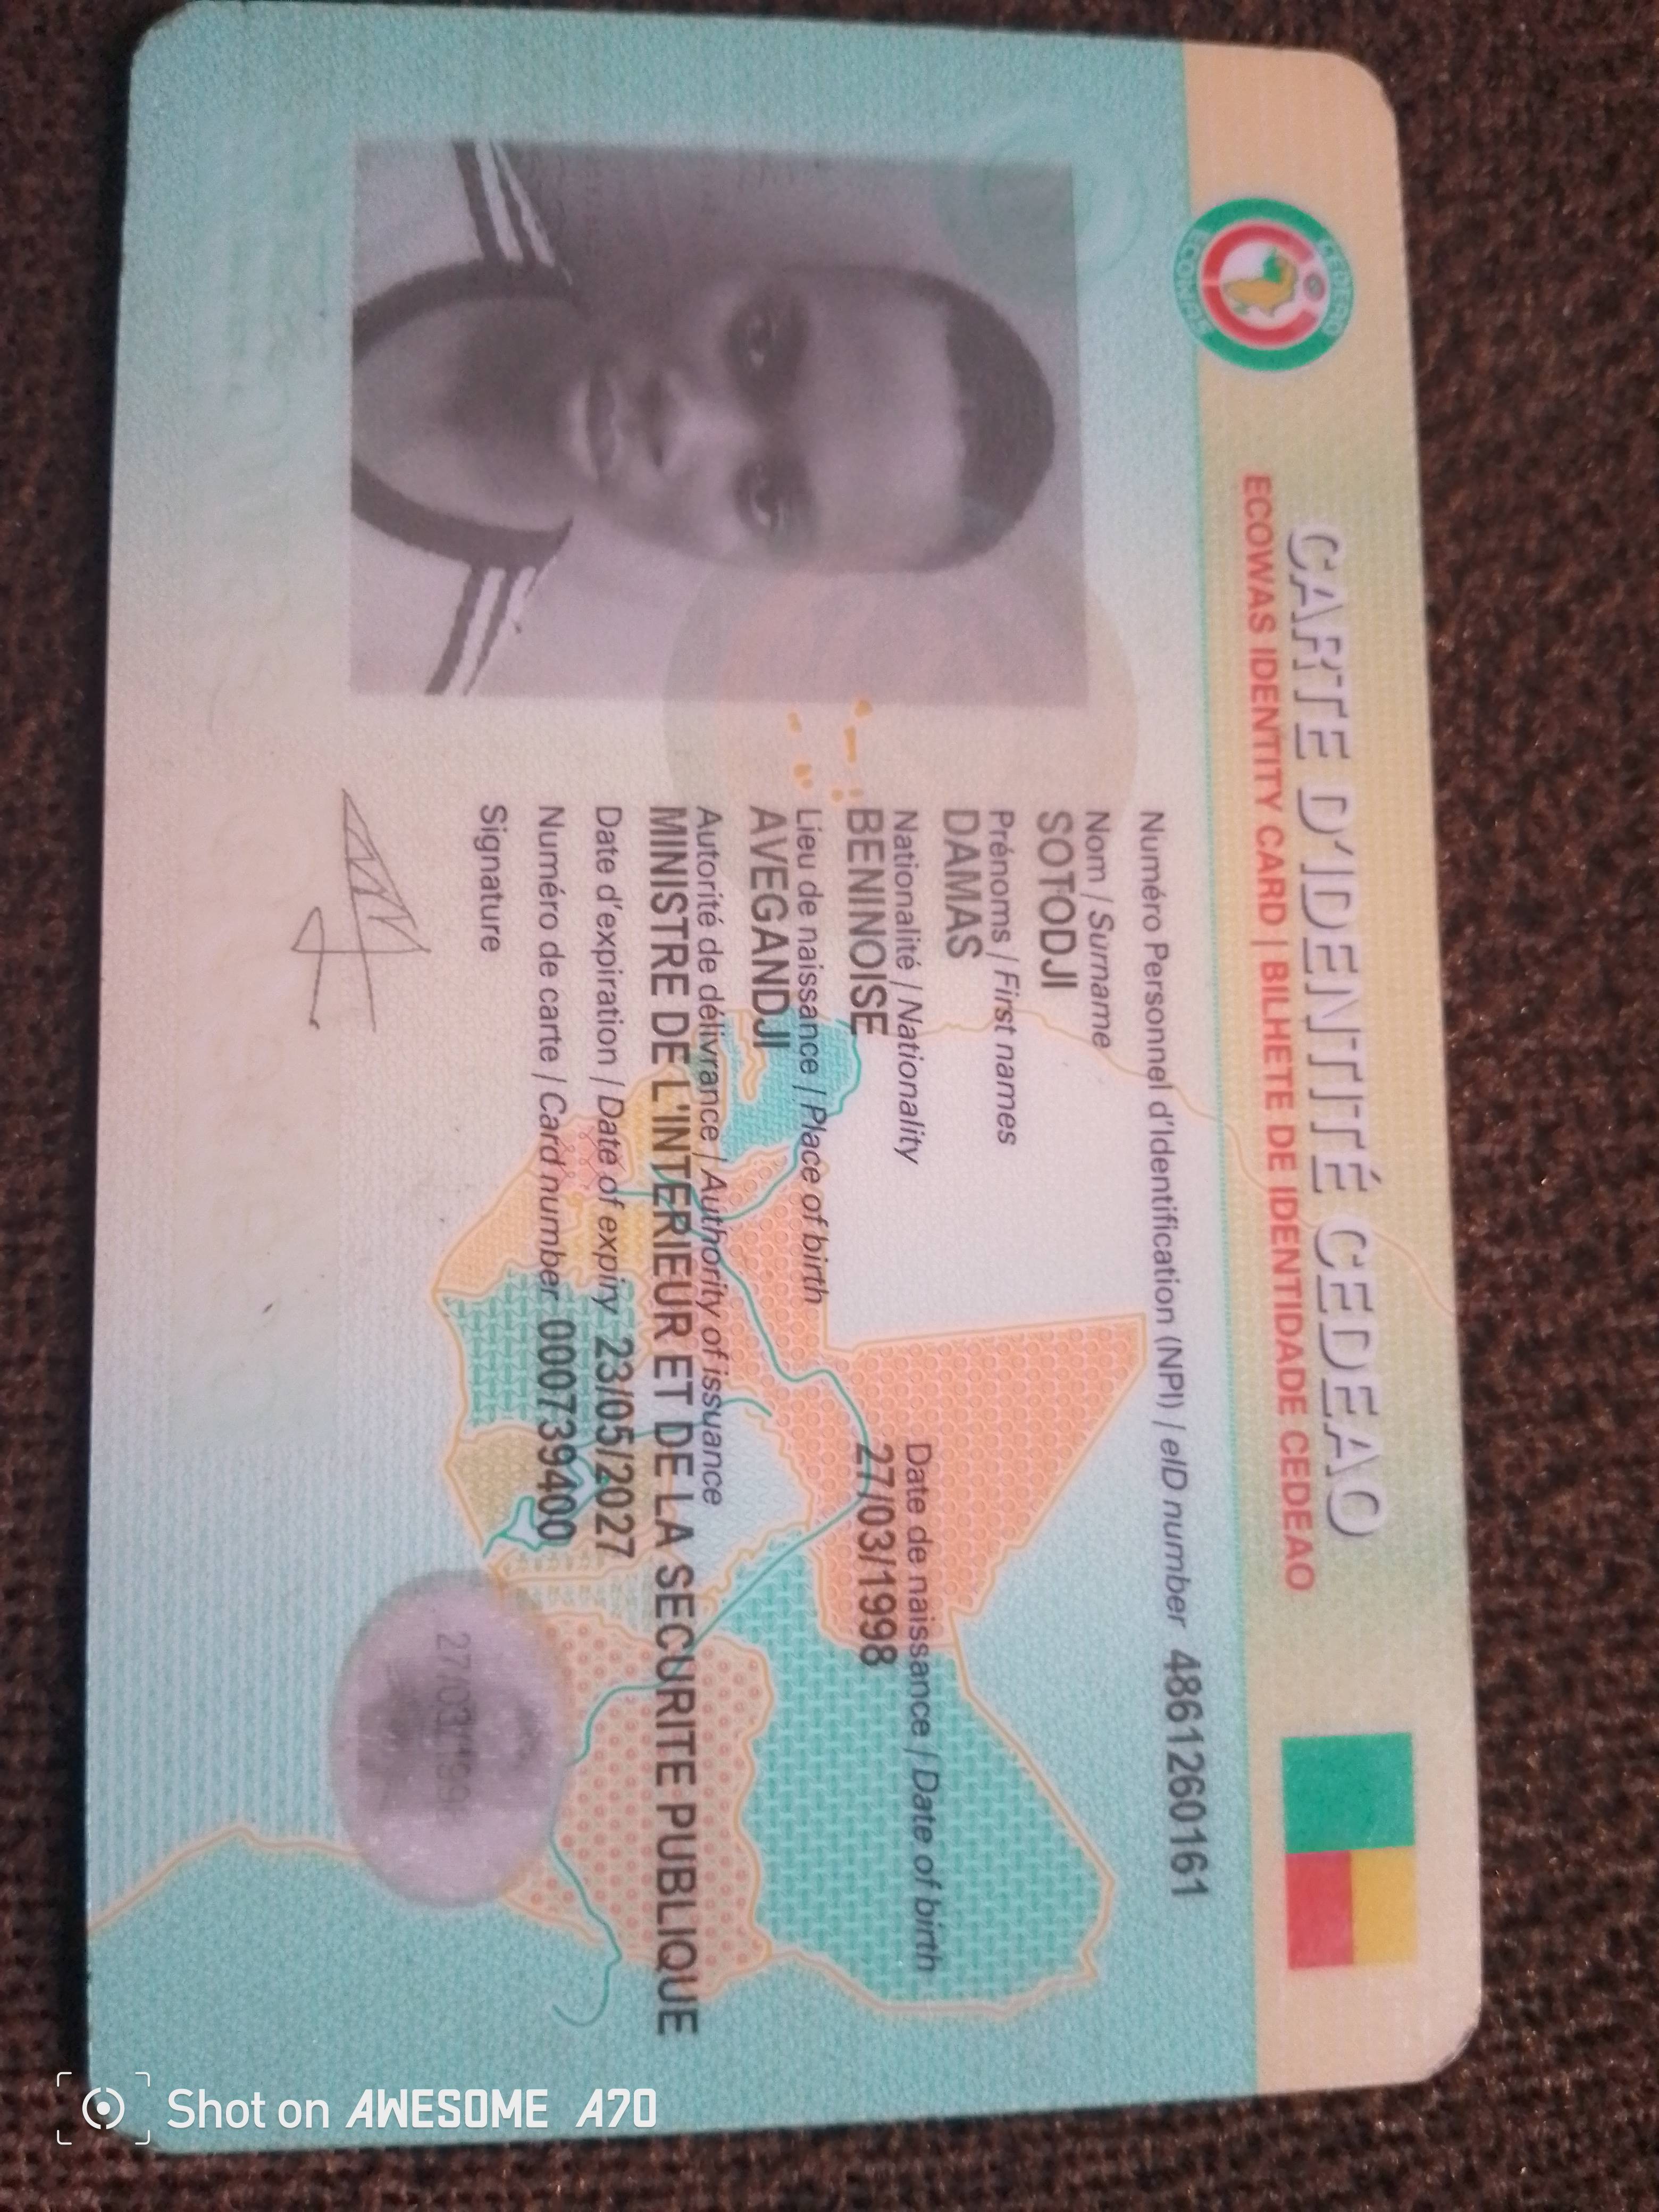 CARTE D'IDENTITÉ CEDEAO
ECOWAS IDENTITY CARD | BILHETE DE IDENTIDADE CEDEAO
CEDEAO
ECOWAS
Numéro Personnel d'Identification (NPI) / eID number 4861260161
Nom / Surname
SOTODJI
Prénoms / First names
DAMAS
Nationalité / Nationality
BENINOISE
Date de naissance / Date of birth
27/03/1998
Lieu de naissance / Place of birth
AVEGANDJI
Autorité de délivrance / Authority of issuance
MINISTRE DE L'INTERIEUR ET DE LA SECURITE PUBLIQUE
Date d'expiration / Date of expiry 23/05/2027
Numéro de carte / Card number 000739400
Signature
Shot on AWESOME A70